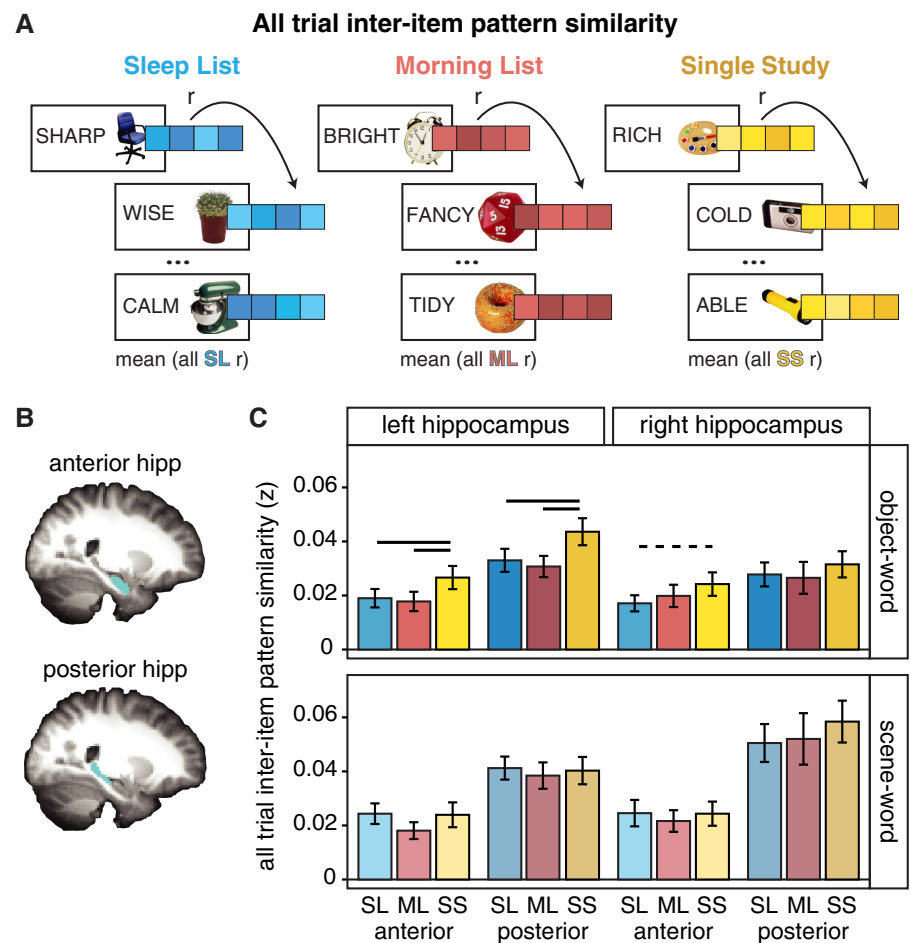 A
All trial inter-item pattern similarity
Sleep List
Morning List
Single Study
r
r
r
SHARP
BRIGHT
RICH
WISE
FANCY
5
15
13
COLD
...
...
...
CALM
TIDY
ABLE
mean (all SL r)
mean (all ML r)
mean (all SS r)
B
anterior hipp
posterior hipp
C
left hippocampus
right hippocampus
all trial inter-item pattern similarity (z)
0.06
0.04
0.02
0
object-word
0.06
0.04
0.02
0
scene-word
SL ML SS
SL ML SS
SL ML SS
SL ML SS
anterior
posterior
anterior
posterior